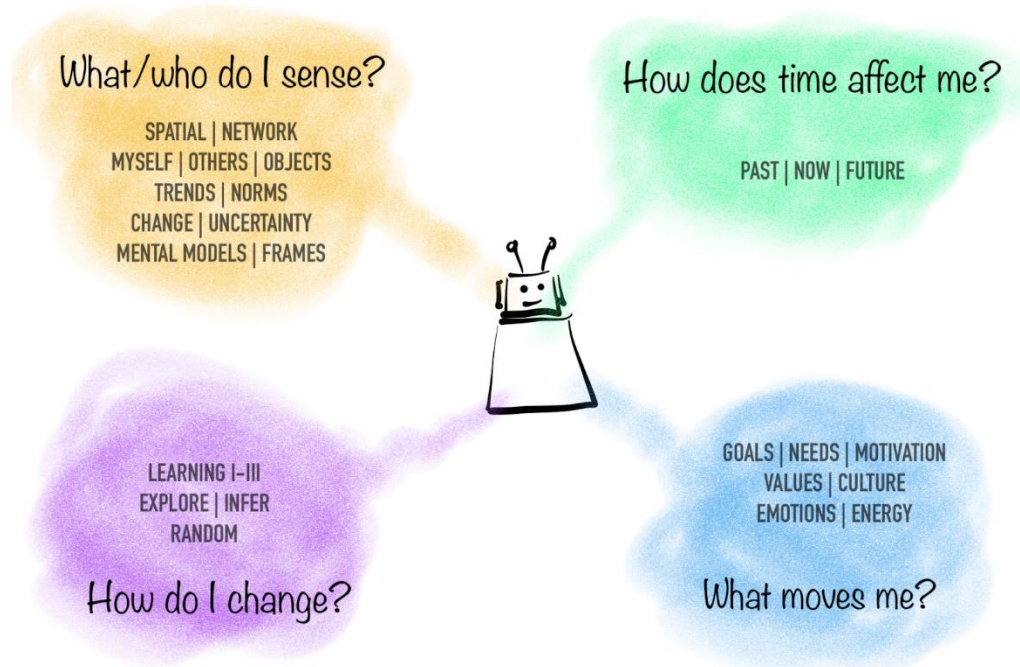 What/who do I sense?
SPATIAL | NETWORK
MYSELF | OTHERS | OBJECTS
TRENDS | NORMS
CHANGE | UNCERTAINTY
MENTAL MODELS | FRAMES
How does time affect me?
PAST | NOW | FUTURE
LEARNING I-III
EXPLORE | INFER
RANDOM
How do I change?
GOALS | NEEDS | MOTIVATION
VALUES | CULTURE
EMOTIONS | ENERGY
What moves me?